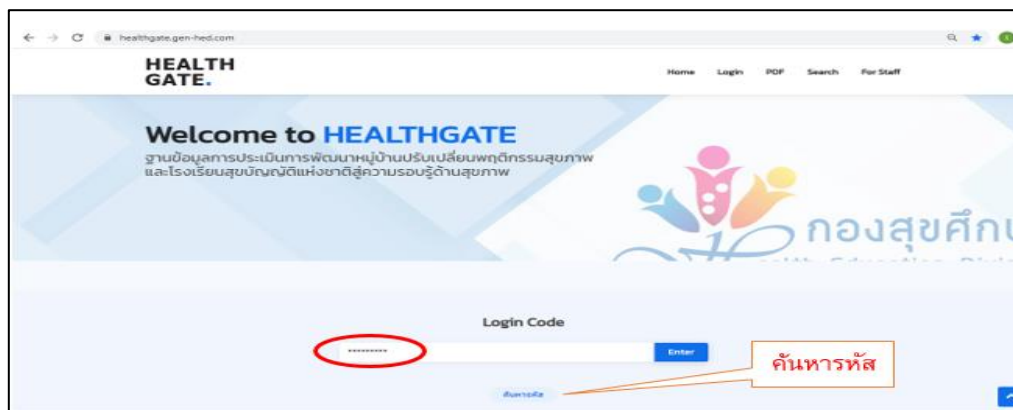 healthgate.gen-hed.com
HEALTH
GATE.
Home Login PDF Search For Staff
Welcome to HEALTHGATE
ฐานข้อมูลการประเมินการพัฒนาหมู่บ้านปรับเปลี่ยนพฤติกรรมสุขภาพ
และโรงเรียนสุขบัญญัติแห่งชาติสู่ความรอบรู้ด้านสุขภาพ
กองสุขศึกษ
Login Code
*********
Enter
ค้นหารหัส
ค้นหารหัส